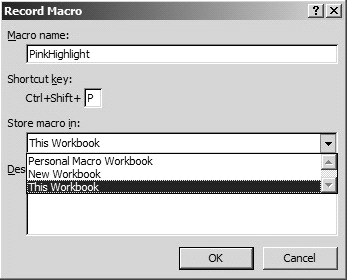 Record Macro
Macro name:
PinkHighlight
Shortcut key:
Ctrl+Shift+ P
Store macro in:
This Workbook
Personal Macro Workbook
New Workbook
This Workbook
Des
OK Cancel